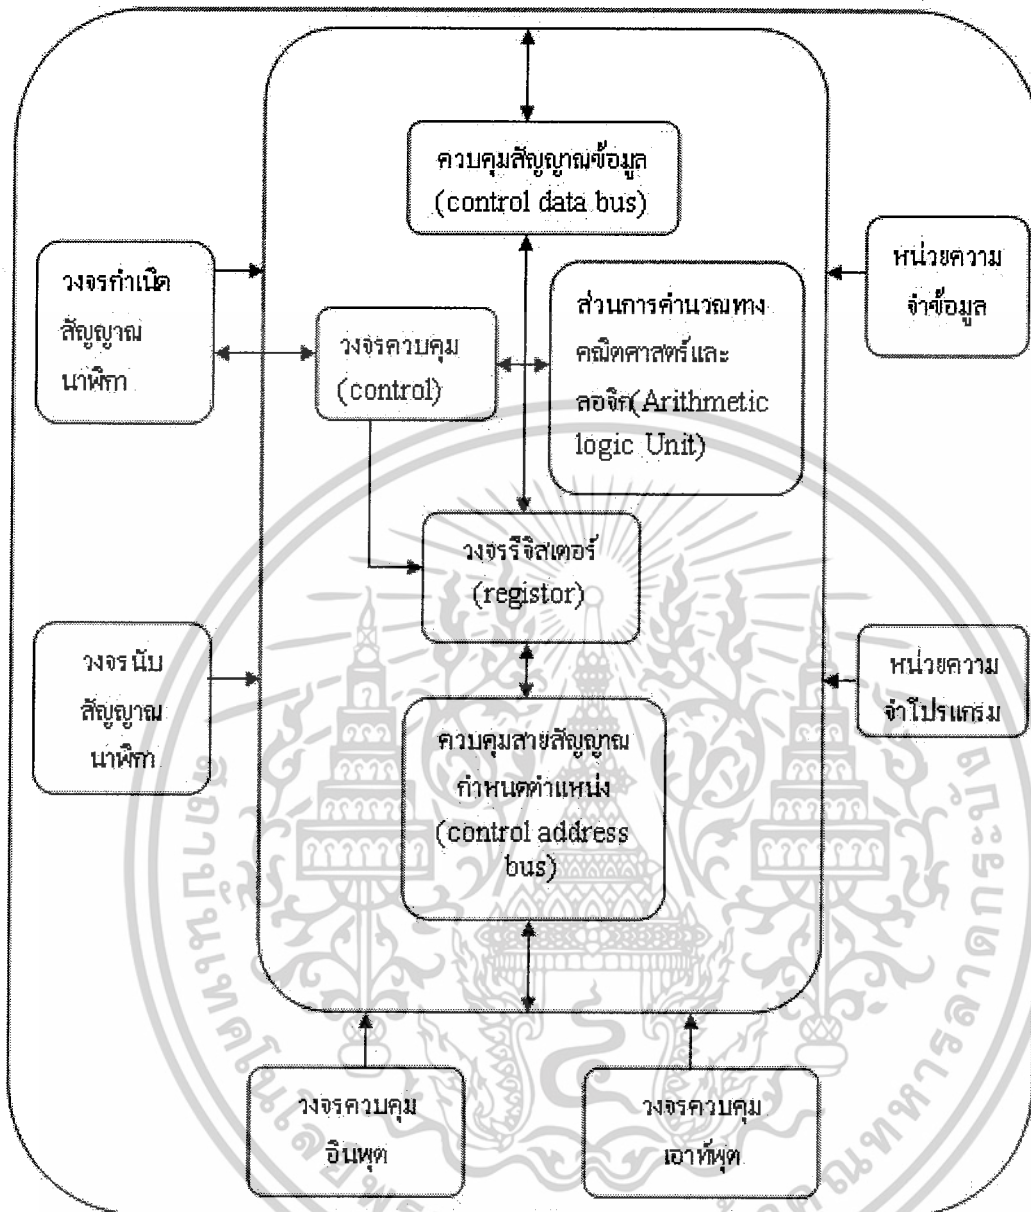 ควบคุมสัญญาณข้อมูล
(control data bus)
วงจรกำเนิด
สัญญาณ
นาฬิกา
วงจรควบคุม
(control)
ส่วนการคำนวณทาง
คณิตศาสตร์และ
ลอจิก(Arithmetic
logic Unit)
หน่วยความ
จำข้อมูล
วงจรรีจิสเตอร์
(registor)
วงจรนับ
สัญญาณ
นาฬิกา
ควบคุมสายสัญญาณ
กำหนดตำแหน่ง
(control address
bus)
หน่วยความ
จำโปรแกรม
วงจรควบคุม
อินพุต
วงจรควบคุม
เอาท์พุต